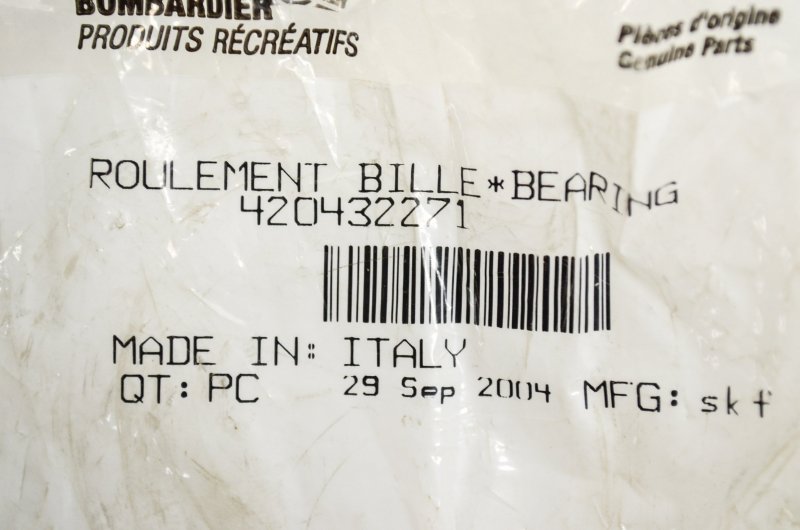 BOMBARDIER
PRODUITS RÉCRÉATIFS
Pièces d'origine
Genuine Parts
ROULEMENT BILLE*BEARING
420432271
MADE IN: ITALY
QT: PC 29 Sep 2004 MFG: skf